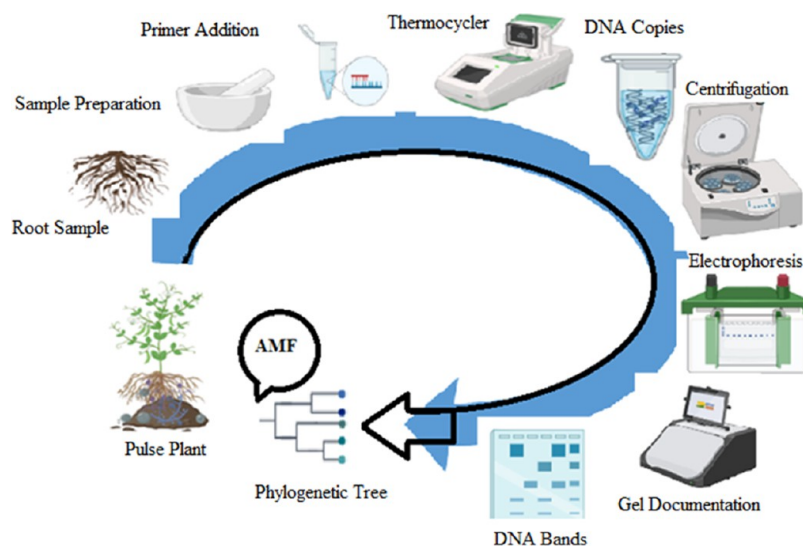 Primer Addition
Thermocycler
DNA Copies
Sample Preparation
Centrifugation
Root Sample
Electrophoresis
AMF
Pulse Plant
Phylogenetic Tree
DNA Bands
Gel Documentation